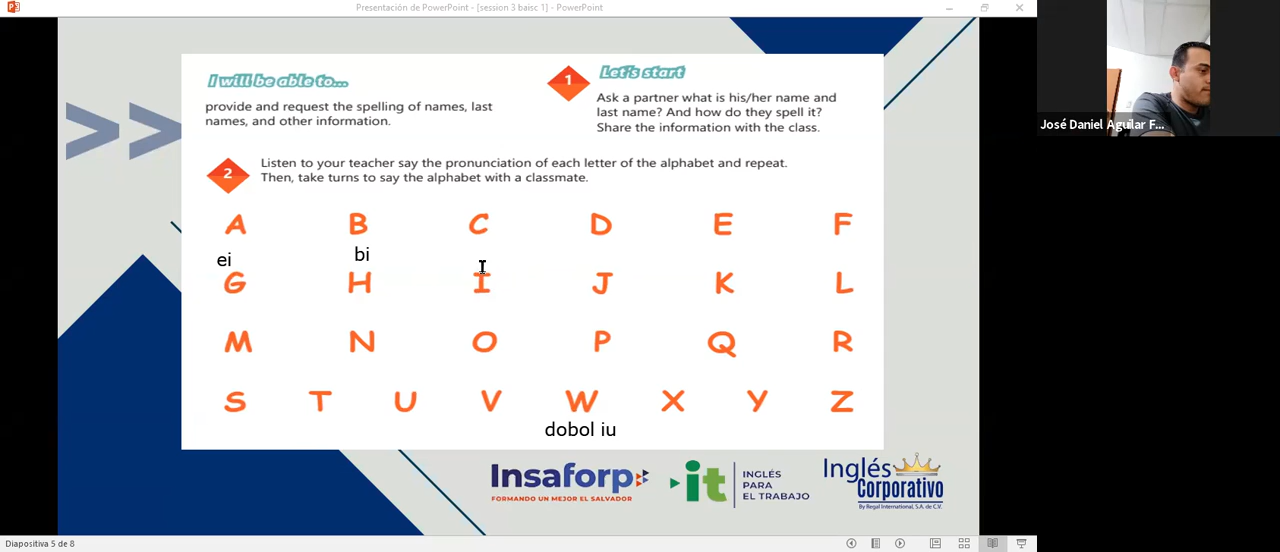 Presentación de PowerPoint - [session 3 baisc 1] - PowerPoint
I will be able to...
provide and request the spelling of names, last
names, and other information.
1
Let's start
Ask a partner what is his/her name and
last name? And how do they spell it?
Share the information with the class.
2
Listen to your teacher say the pronunciation of each letter of the alphabet and repeat.
Then, take turns to say the alphabet with a classmate.
A B C D E F
ei bi
G H I J K L
M N O P Q R
S T U V W X Y Z
dobol iu
Insaforp
FORMANDO UN MEJOR EL SALVADOR
it
INGLÉS
PARA
EL TRABAJO
Inglés
Corporativo
By Regal International, S.A. de C.V.
José Daniel Aguilar F...
Diapositiva 5 de 8